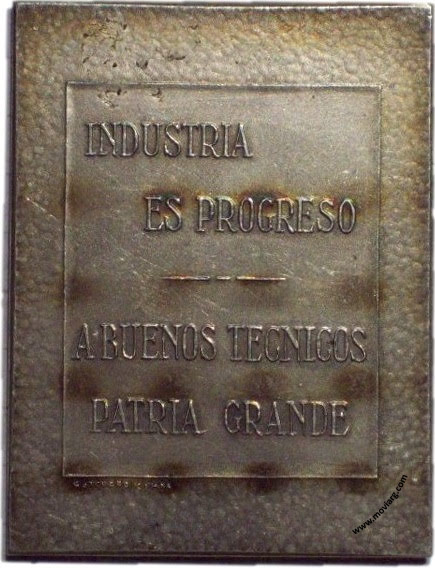 INDUSTRIA
ES PROGRESO
A BUENOS TECNICOS
PATRIA GRANDE
www.moviarg.com